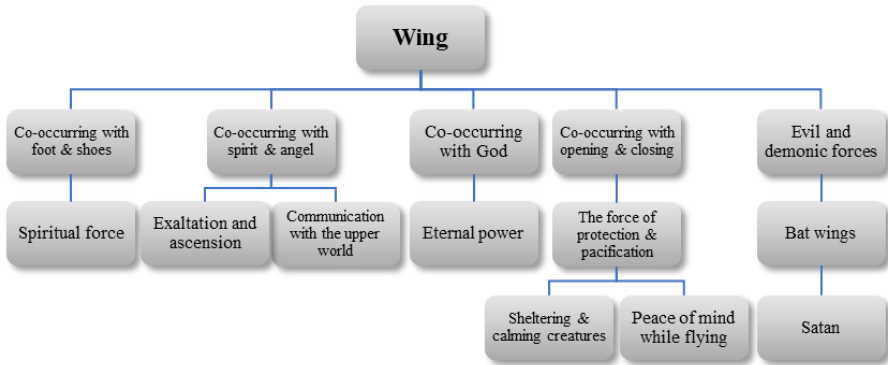 Wing
Co-occurring with
foot & shoes
Co-occurring with
spirit & angel
Co-occurring
with God
Co-occurring with
opening & closing
Evil and
demonic forces
Spiritual force
Exaltation and
ascension
Communication
with the upper
world
Eternal power
The force of
protection &
pacification
Bat wings
Sheltering &
calming creatures
Peace of mind
while flying
Satan